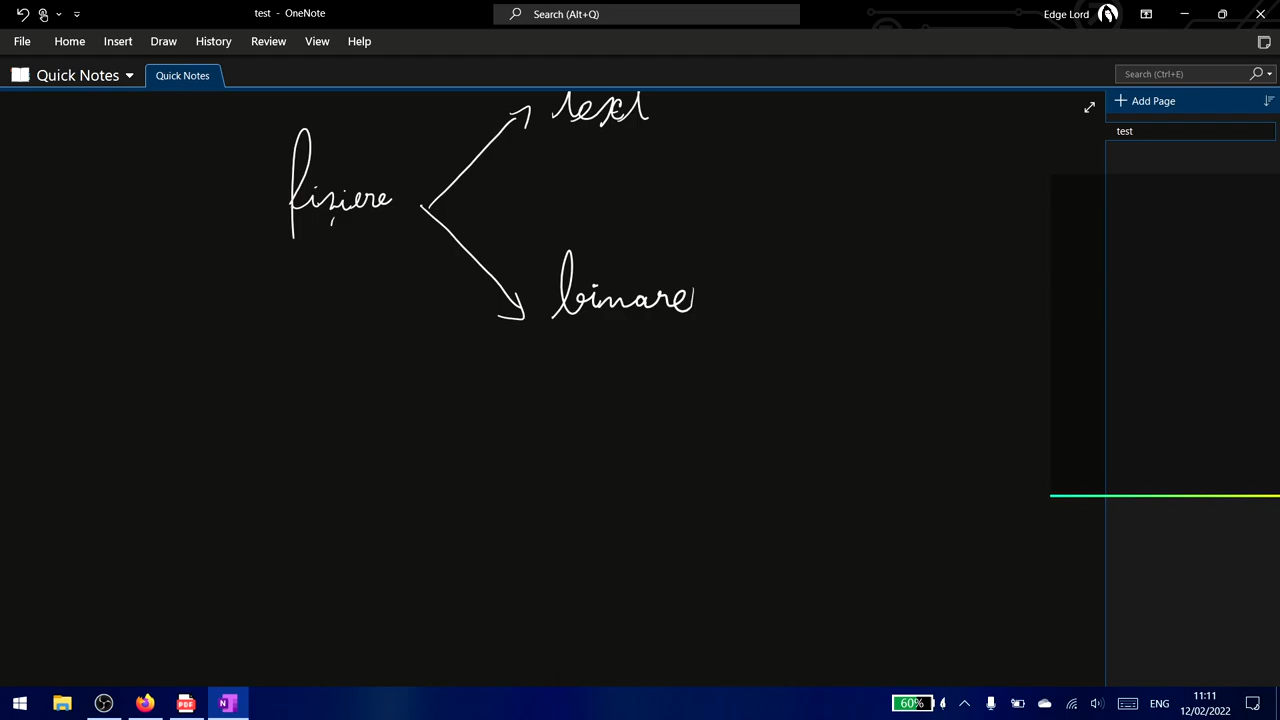 test - OneNote
Search (Alt+Q)
Edge Lord
File Home Insert Draw History Review View Help
Quick Notes
Quick Notes
Search (Ctrl+E)
Add Page
test
text
fișiere
binare
60%
ENG
11:11
12/02/2022
PDF
N